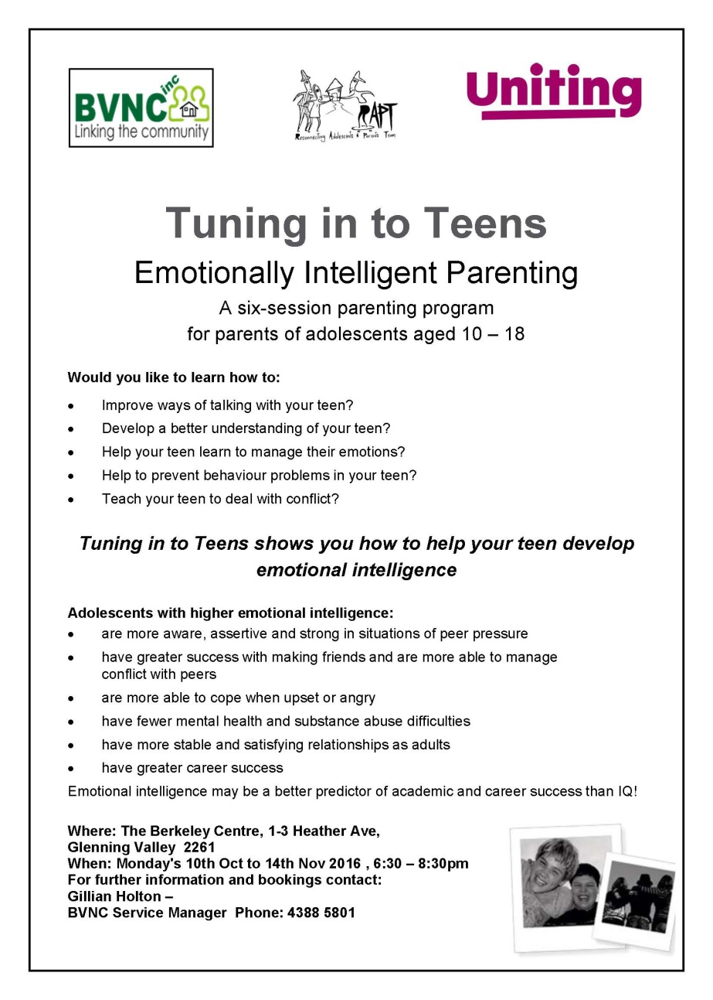 BVNC inc
Linking the community
RAPT
Reconnecting Adolescents & Parents Team
Uniting
Tuning in to Teens
Emotionally Intelligent Parenting
A six-session parenting program
for parents of adolescents aged 10 – 18
Would you like to learn how to:
• Improve ways of talking with your teen?
• Develop a better understanding of your teen?
• Help your teen learn to manage their emotions?
• Help to prevent behaviour problems in your teen?
• Teach your teen to deal with conflict?
Tuning in to Teens shows you how to help your teen develop
emotional intelligence
Adolescents with higher emotional intelligence:
• are more aware, assertive and strong in situations of peer pressure
• have greater success with making friends and are more able to manage
conflict with peers
• are more able to cope when upset or angry
• have fewer mental health and substance abuse difficulties
• have more stable and satisfying relationships as adults
• have greater career success
Emotional intelligence may be a better predictor of academic and career success than IQ!
Where: The Berkeley Centre, 1-3 Heather Ave,
Glenning Valley 2261
When: Monday's 10th Oct to 14th Nov 2016 , 6:30 – 8:30pm
For further information and bookings contact:
Gillian Holton –
BVNC Service Manager Phone: 4388 5801